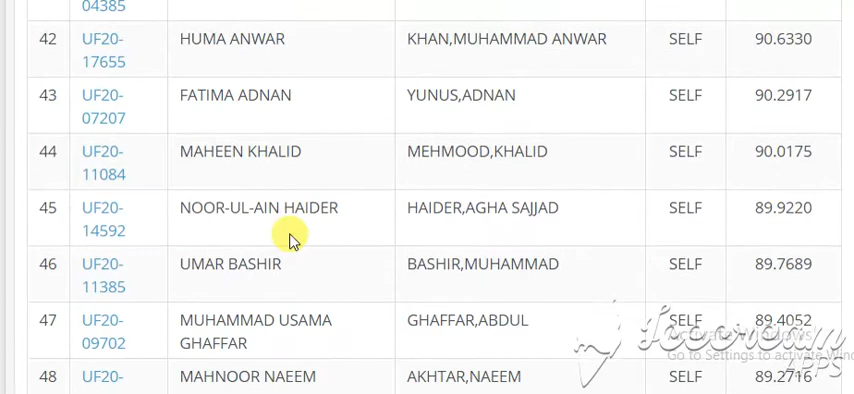 04385
42 UF20- HUMA ANWAR KHAN,MUHAMMAD ANWAR SELF 90.6330
17655
43 UF20- FATIMA ADNAN YUNUS,ADNAN SELF 90.2917
07207
44 UF20- MAHEEN KHALID MEHMOOD,KHALID SELF 90.0175
11084
45 UF20- NOOR-UL-AIN HAIDER HAIDER,AGHA SAJJAD SELF 89.9220
14592
46 UF20- UMAR BASHIR BASHIR,MUHAMMAD SELF 89.7689
11385
47 UF20- MUHAMMAD USAMA GHAFFAR,ABDUL SELF 89.4052
09702 GHAFFAR
Icecream
Activate Windows
Go to Settings to activate Wind
APPS
48 UF20- MAHNOOR NAEEM AKHTAR,NAEEM SELF 89.2716